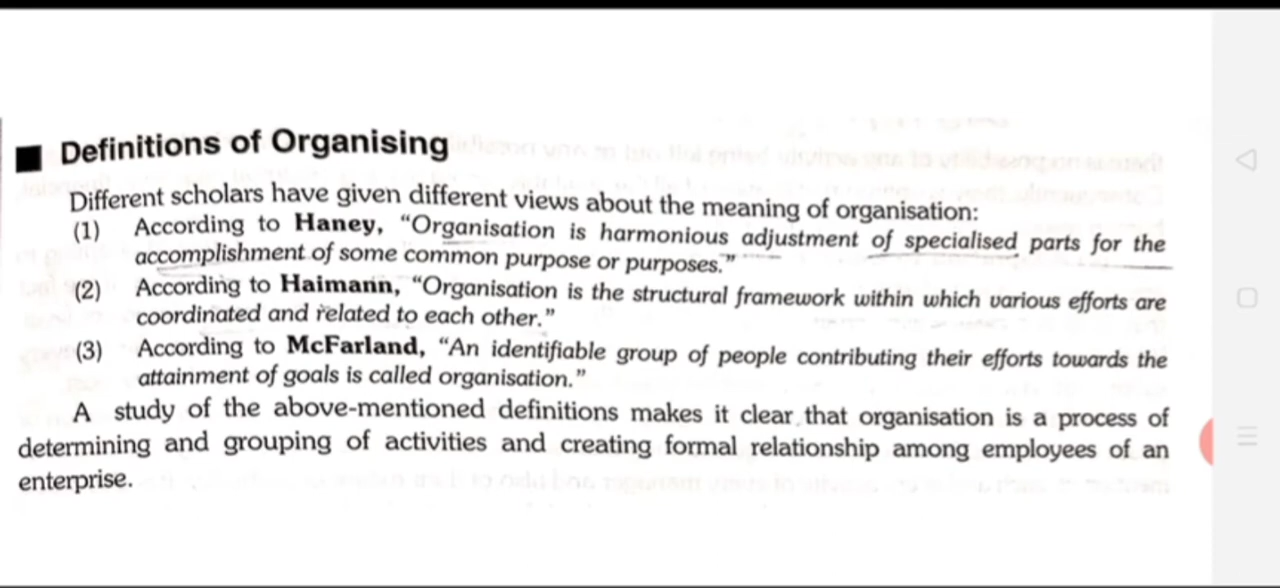 Definitions of Organising
Different scholars have given different views about the meaning of organisation:
(1) According to Haney, “Organisation is harmonious adjustment of specialised parts for the
accomplishment of some common purpose or purposes.”
(2) According to Haimann, “Organisation is the structural framework within which various efforts are
coordinated and related to each other.”
(3) According to McFarland, “An identifiable group of people contributing their efforts towards the
attainment of goals is called organisation.”
A study of the above-mentioned definitions makes it clear that organisation is a process of
determining and grouping of activities and creating formal relationship among employees of an
enterprise.